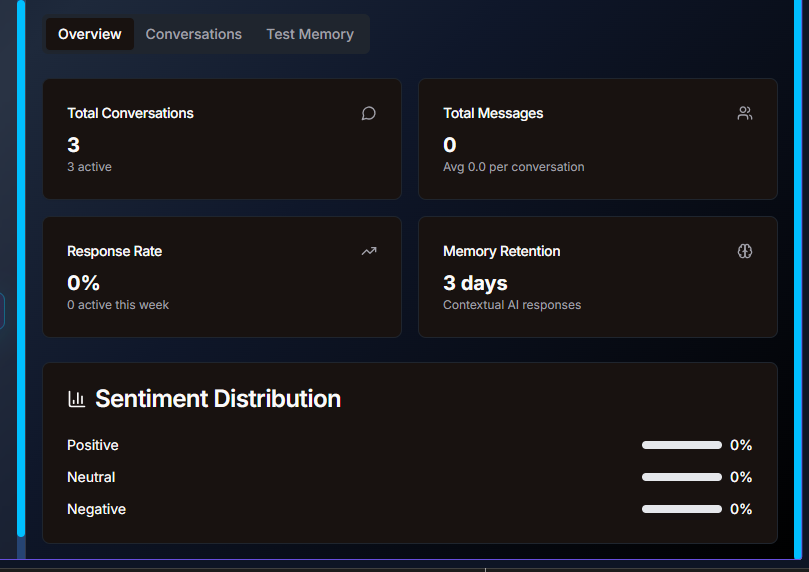 Overview Conversations Test Memory
Total Conversations
3
3 active
Total Messages
0
Avg 0.0 per conversation
Response Rate
0%
0 active this week
Memory Retention
3 days
Contextual AI responses
Sentiment Distribution
Positive 0%
Neutral 0%
Negative 0%